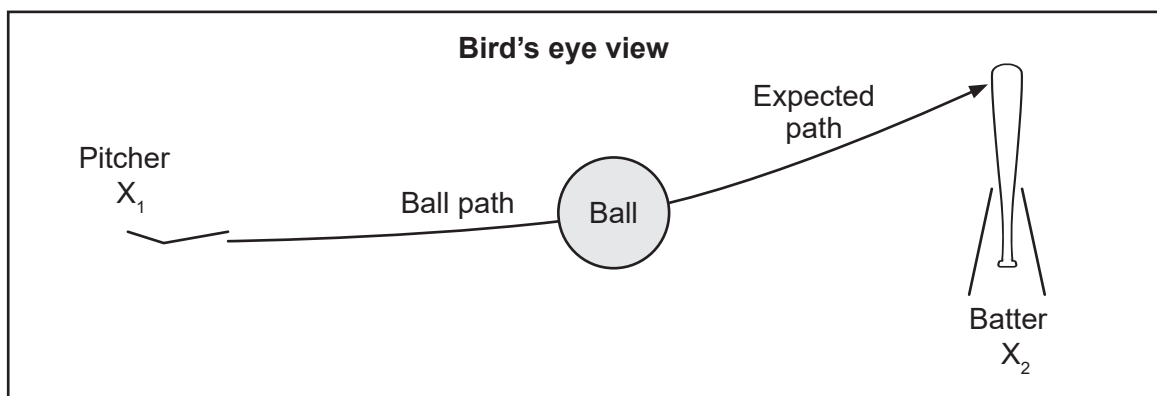 Bird's eye view
Pitcher
X₁
Ball path
Ball
Expected
path
Batter
X₂